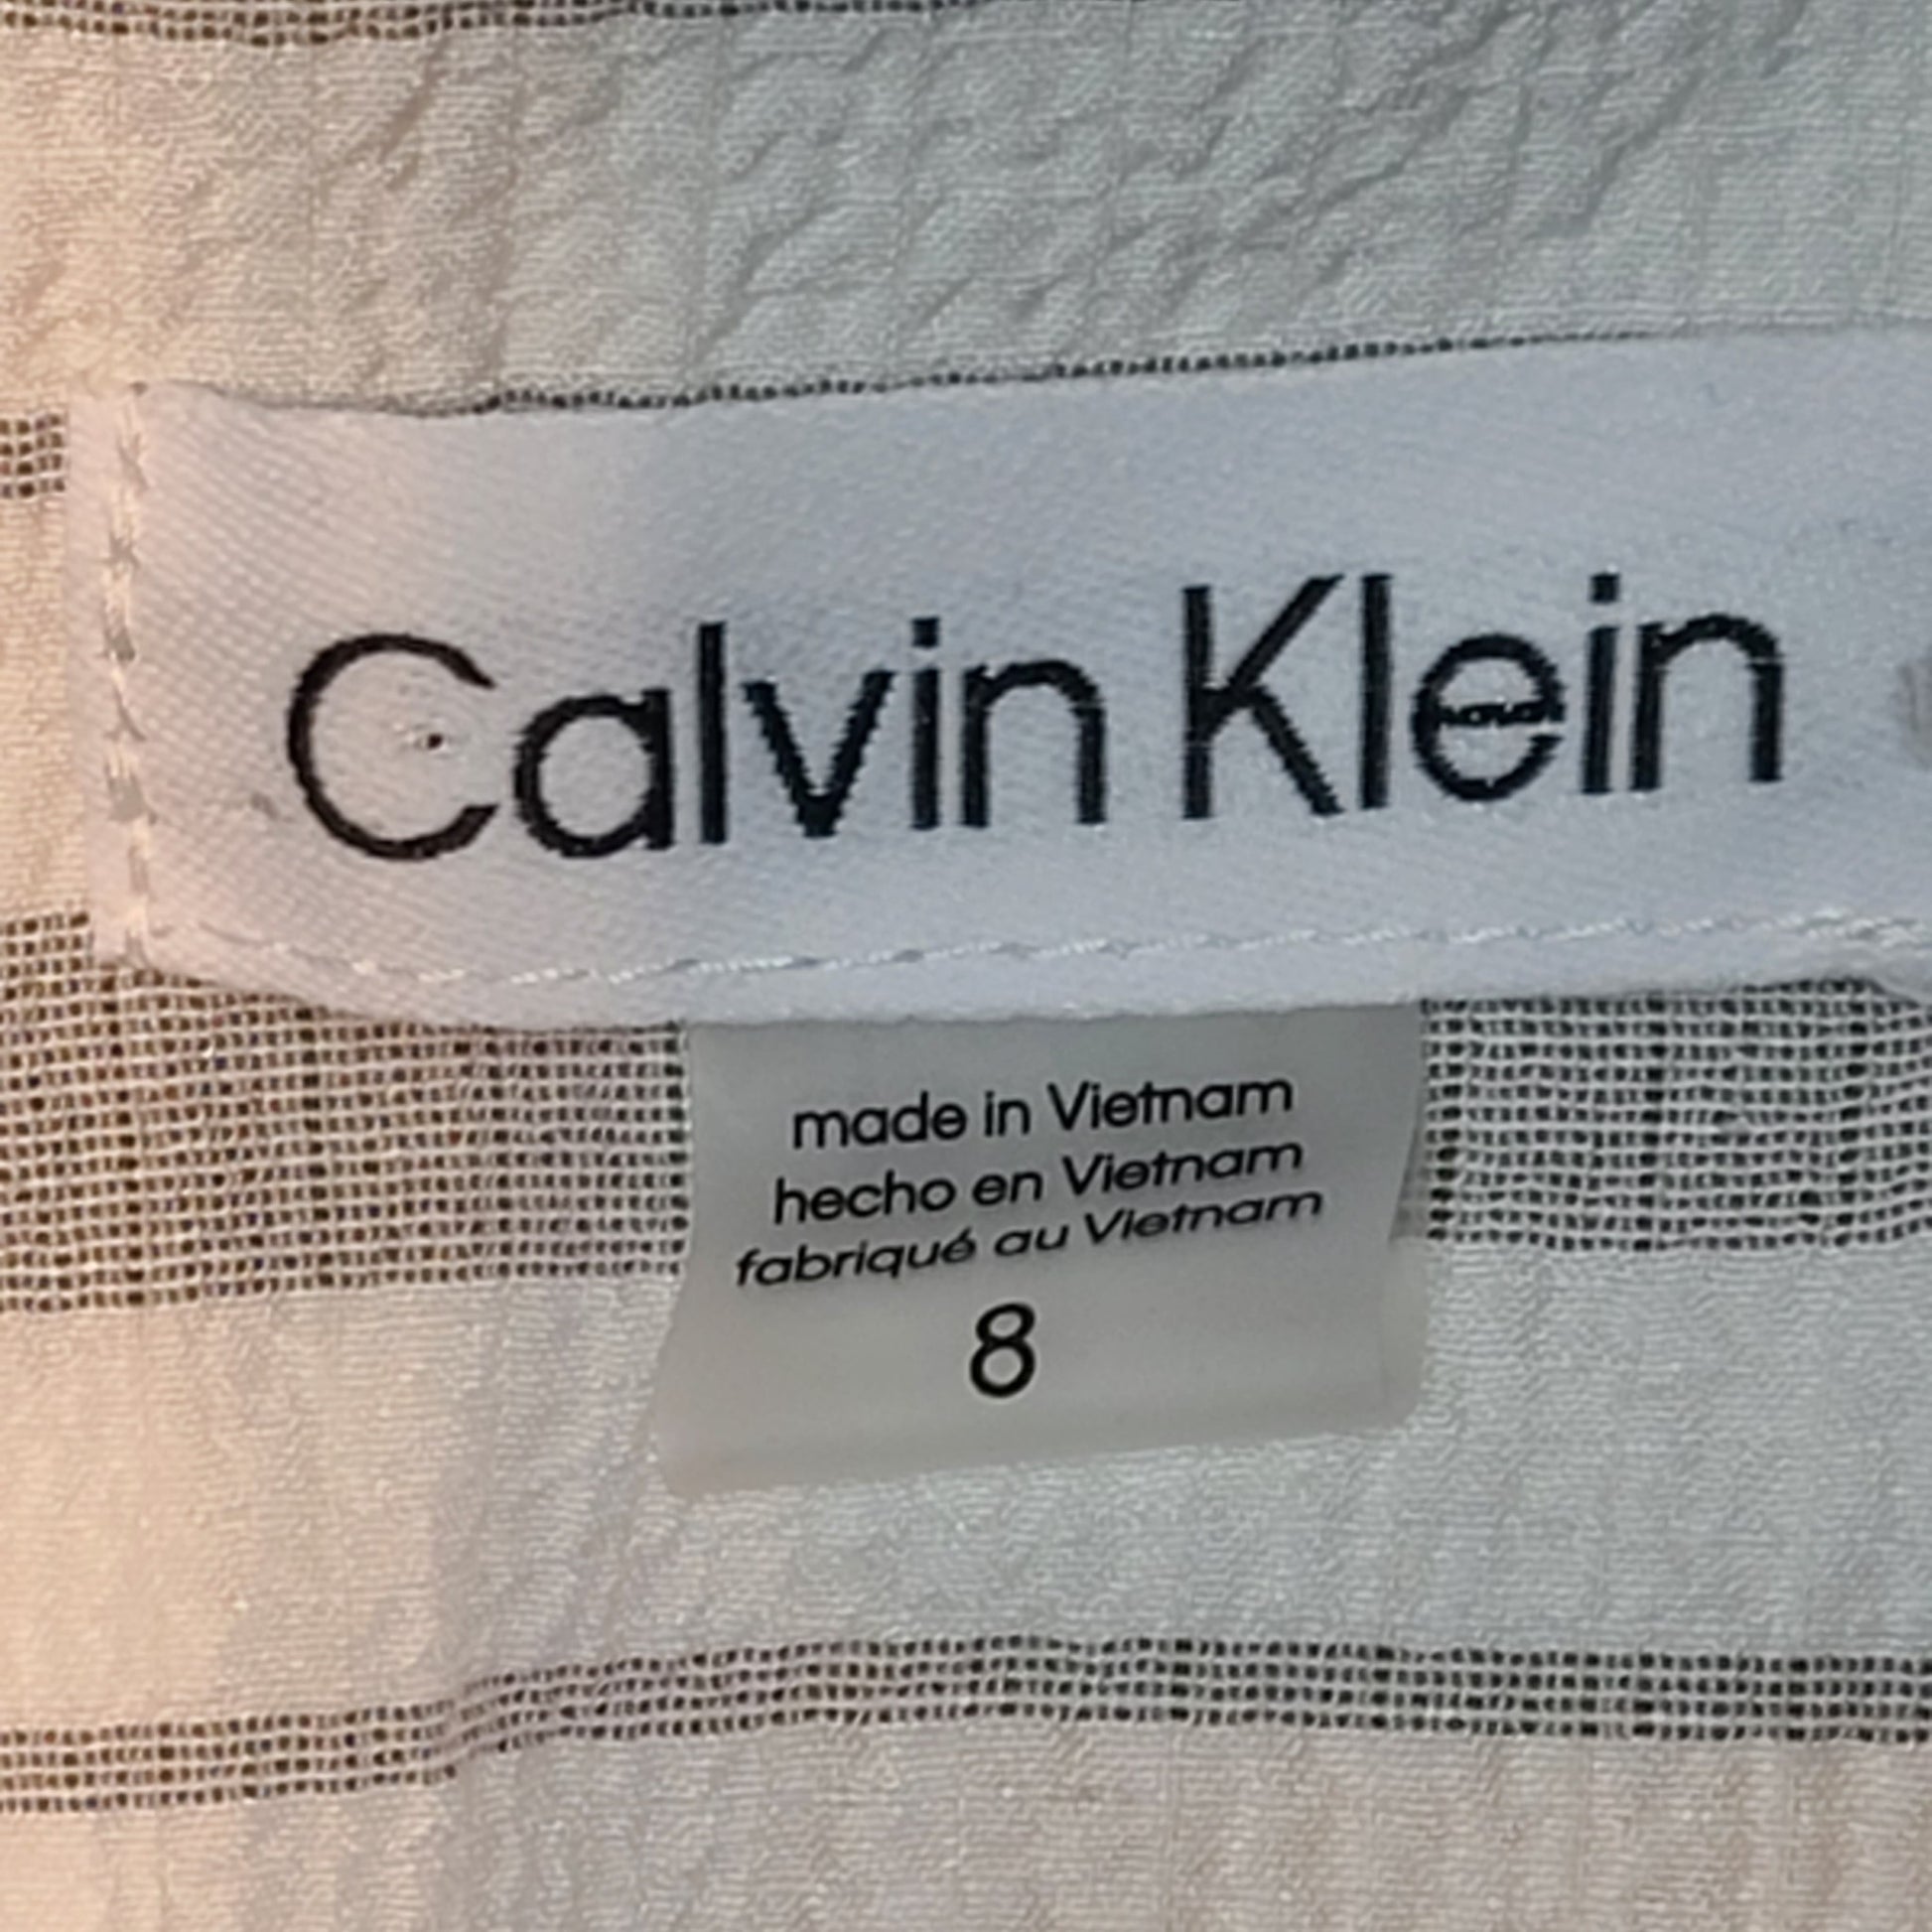 Calvin Klein
made in Vietnam
hecho en Vietnam
fabriqué au Vietnam
8